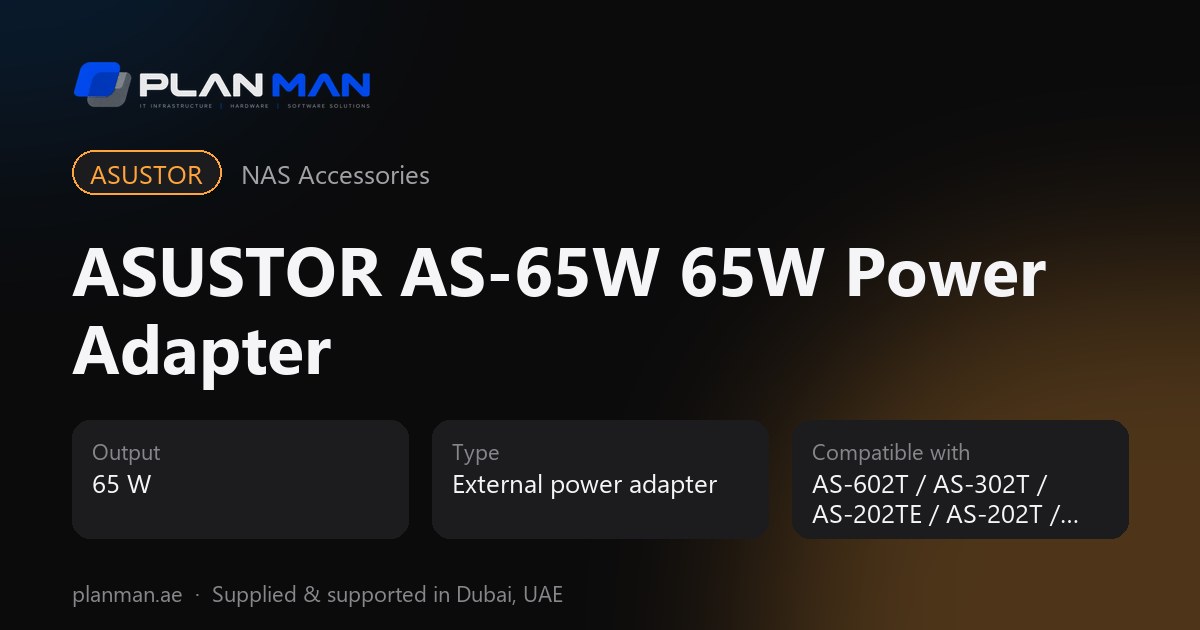 PLAN MAN
IT INFRASTRUCTURE | HARDWARE | SOFTWARE SOLUTIONS
ASUSTOR NAS Accessories
ASUSTOR AS-65W 65W Power
Adapter
Output
65 W
Type
External power adapter
Compatible with
AS-602T / AS-302T /
AS-202TE / AS-202T /...
planman.ae · Supplied & supported in Dubai, UAE